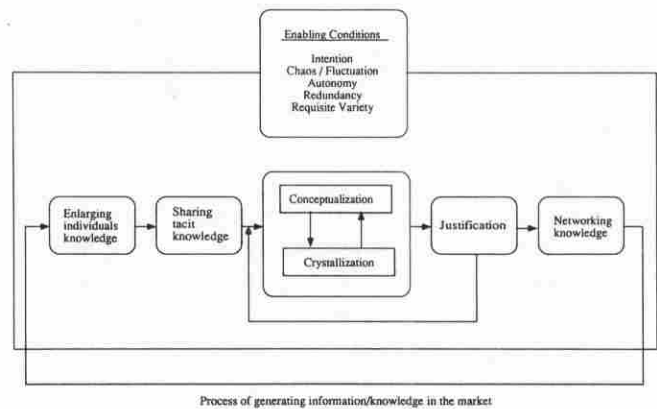 Enabling Conditions
Intention
Chaos / Fluctuation
Autonomy
Redundancy
Requisite Variety
Enlarging
individuals
knowledge
Sharing
tacit
knowledge
Conceptualization
Crystallization
Justification
Networking
knowledge
Process of generating information/knowledge in the market